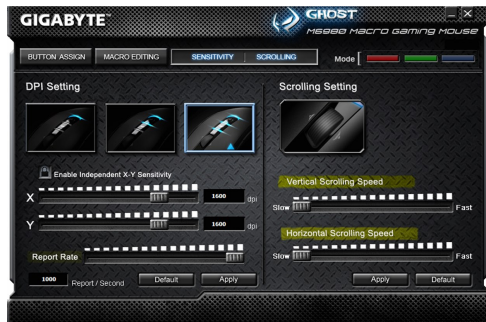 GIGABYTE™
GHOST
M6980 Macro Gaming Mouse
BUTTON ASSIGN MACRO EDITING SENSITIVITY SCROLLING Mode
DPI Setting
Scrolling Setting
Enable Independent X-Y Sensitivity
X 1600 dpi
Y 1600 dpi
Report Rate
1000 Report / Second Default Apply
Vertical Scrolling Speed
Slow Fast
Horizontal Scrolling Speed
Slow Fast
Apply Default